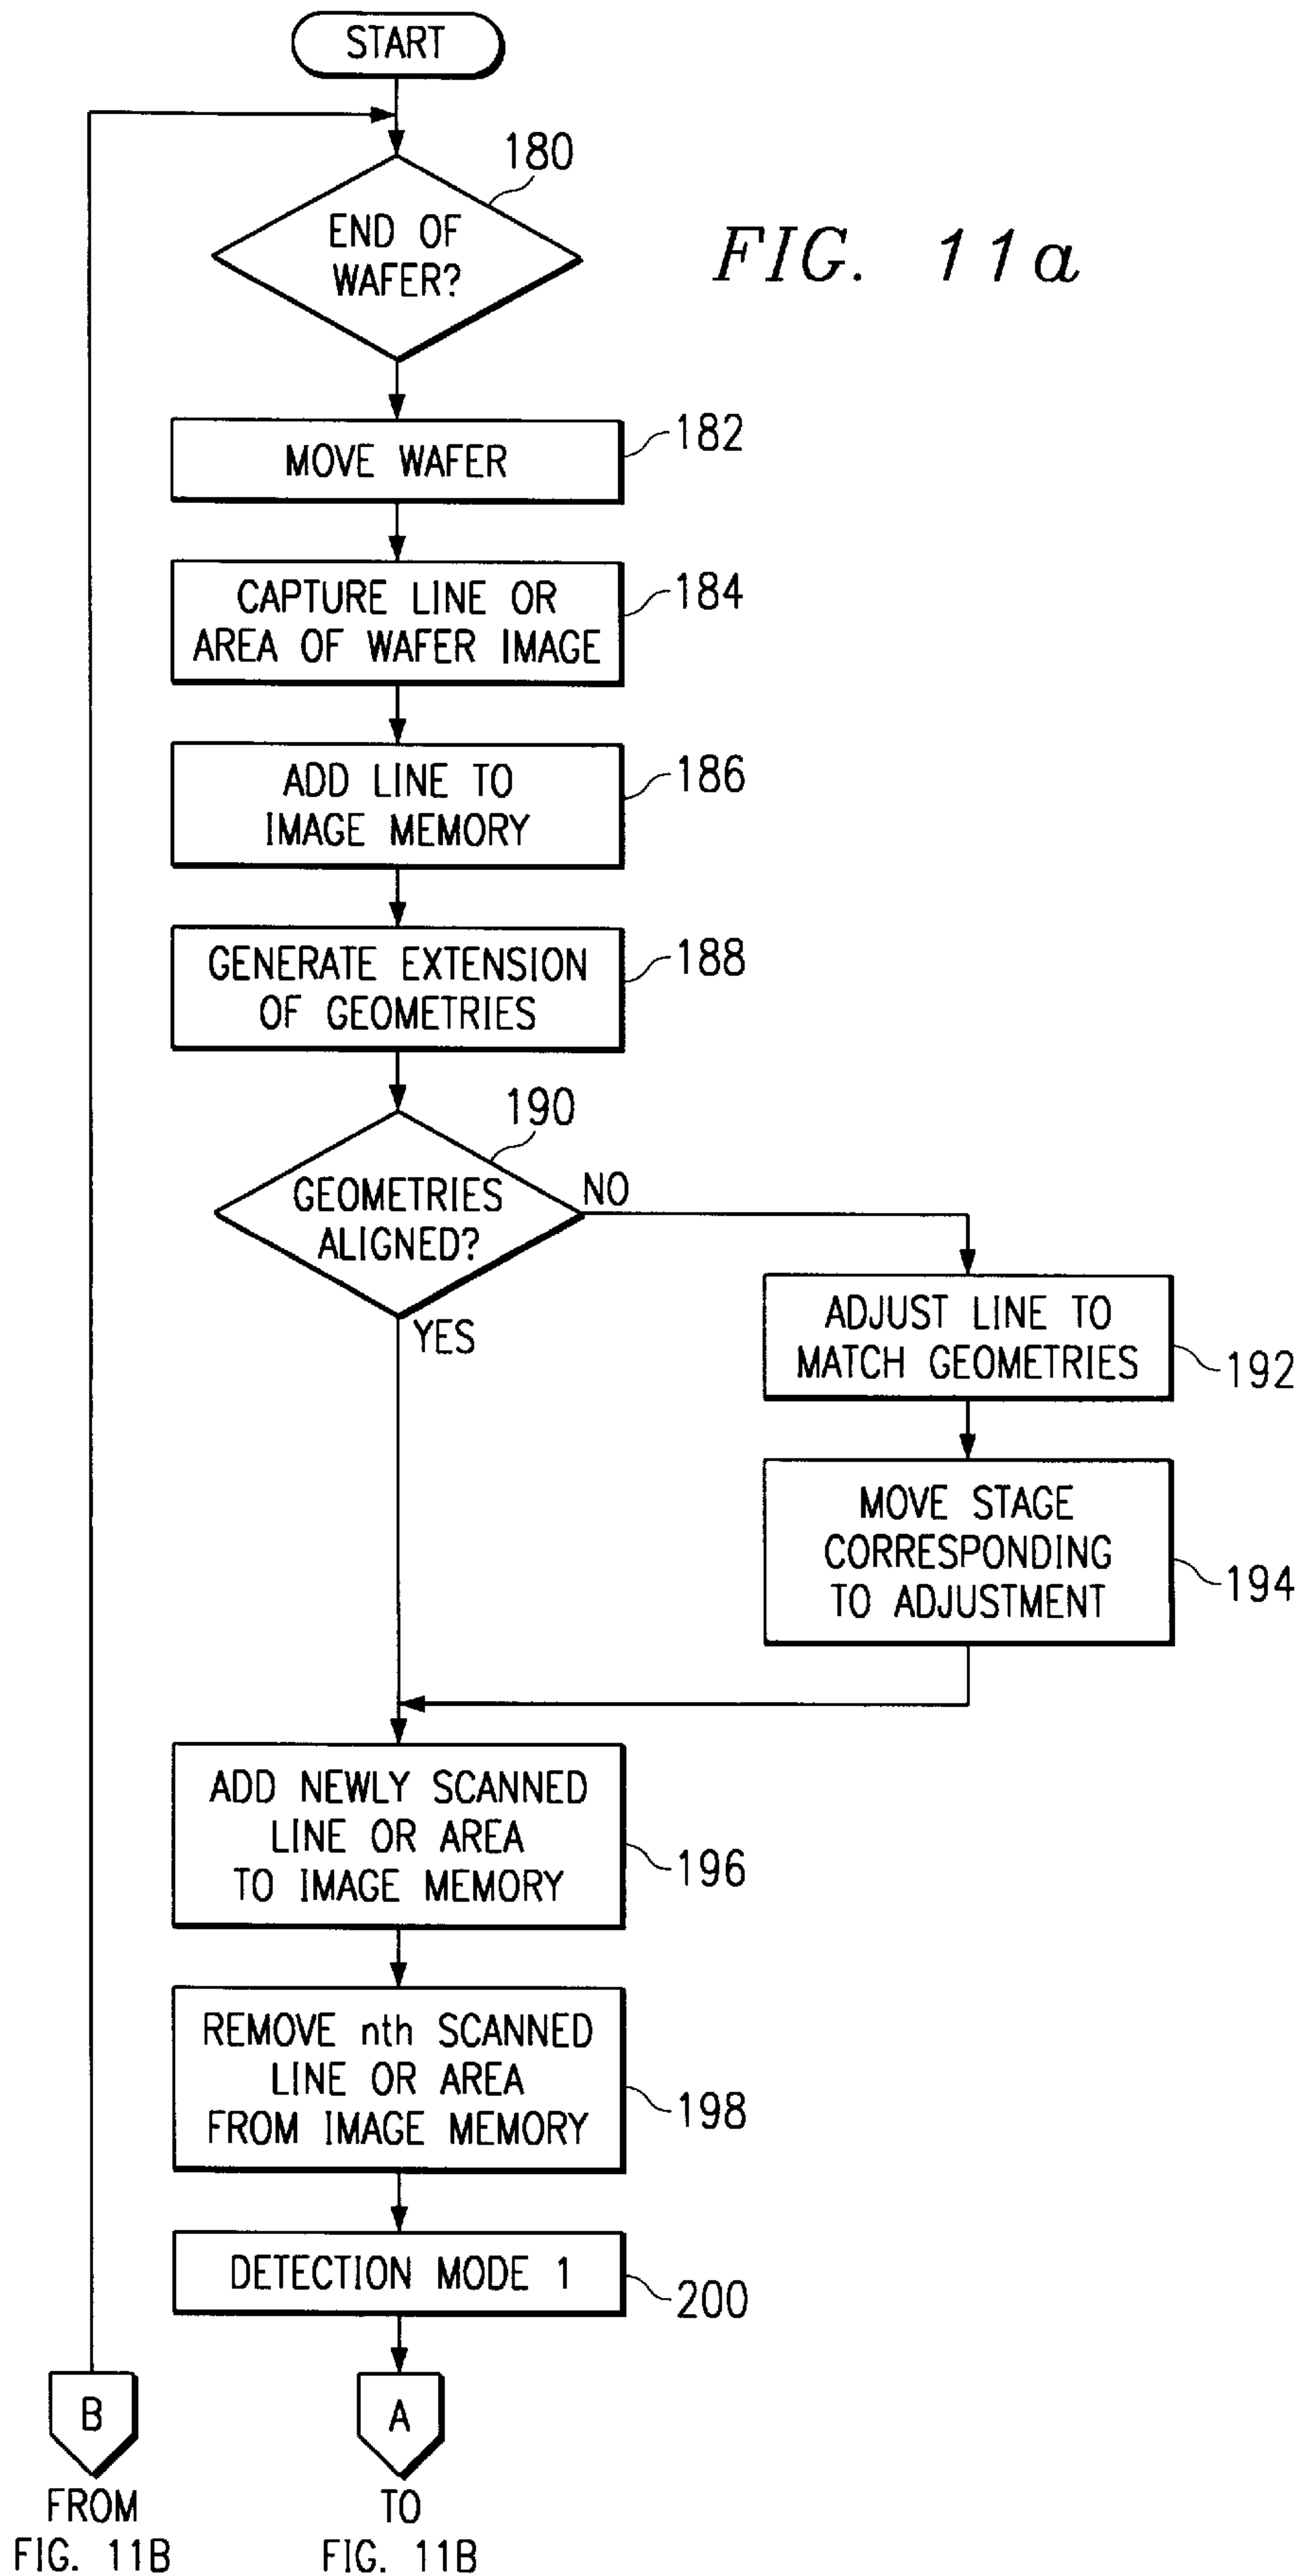 START
180
END OF
WAFER?
FIG. 11a
MOVE WAFER
182
CAPTURE LINE OR
AREA OF WAFER IMAGE
184
ADD LINE TO
IMAGE MEMORY
186
GENERATE EXTENSION
OF GEOMETRIES
188
190
GEOMETRIES
ALIGNED?
NO
YES
ADJUST LINE TO
MATCH GEOMETRIES
192
MOVE STAGE
CORRESPONDING
TO ADJUSTMENT
194
ADD NEWLY SCANNED
LINE OR AREA
TO IMAGE MEMORY
196
REMOVE nth SCANNED
LINE OR AREA
FROM IMAGE MEMORY
198
DETECTION MODE 1
200
B
FROM
FIG. 11B
A
TO
FIG. 11B